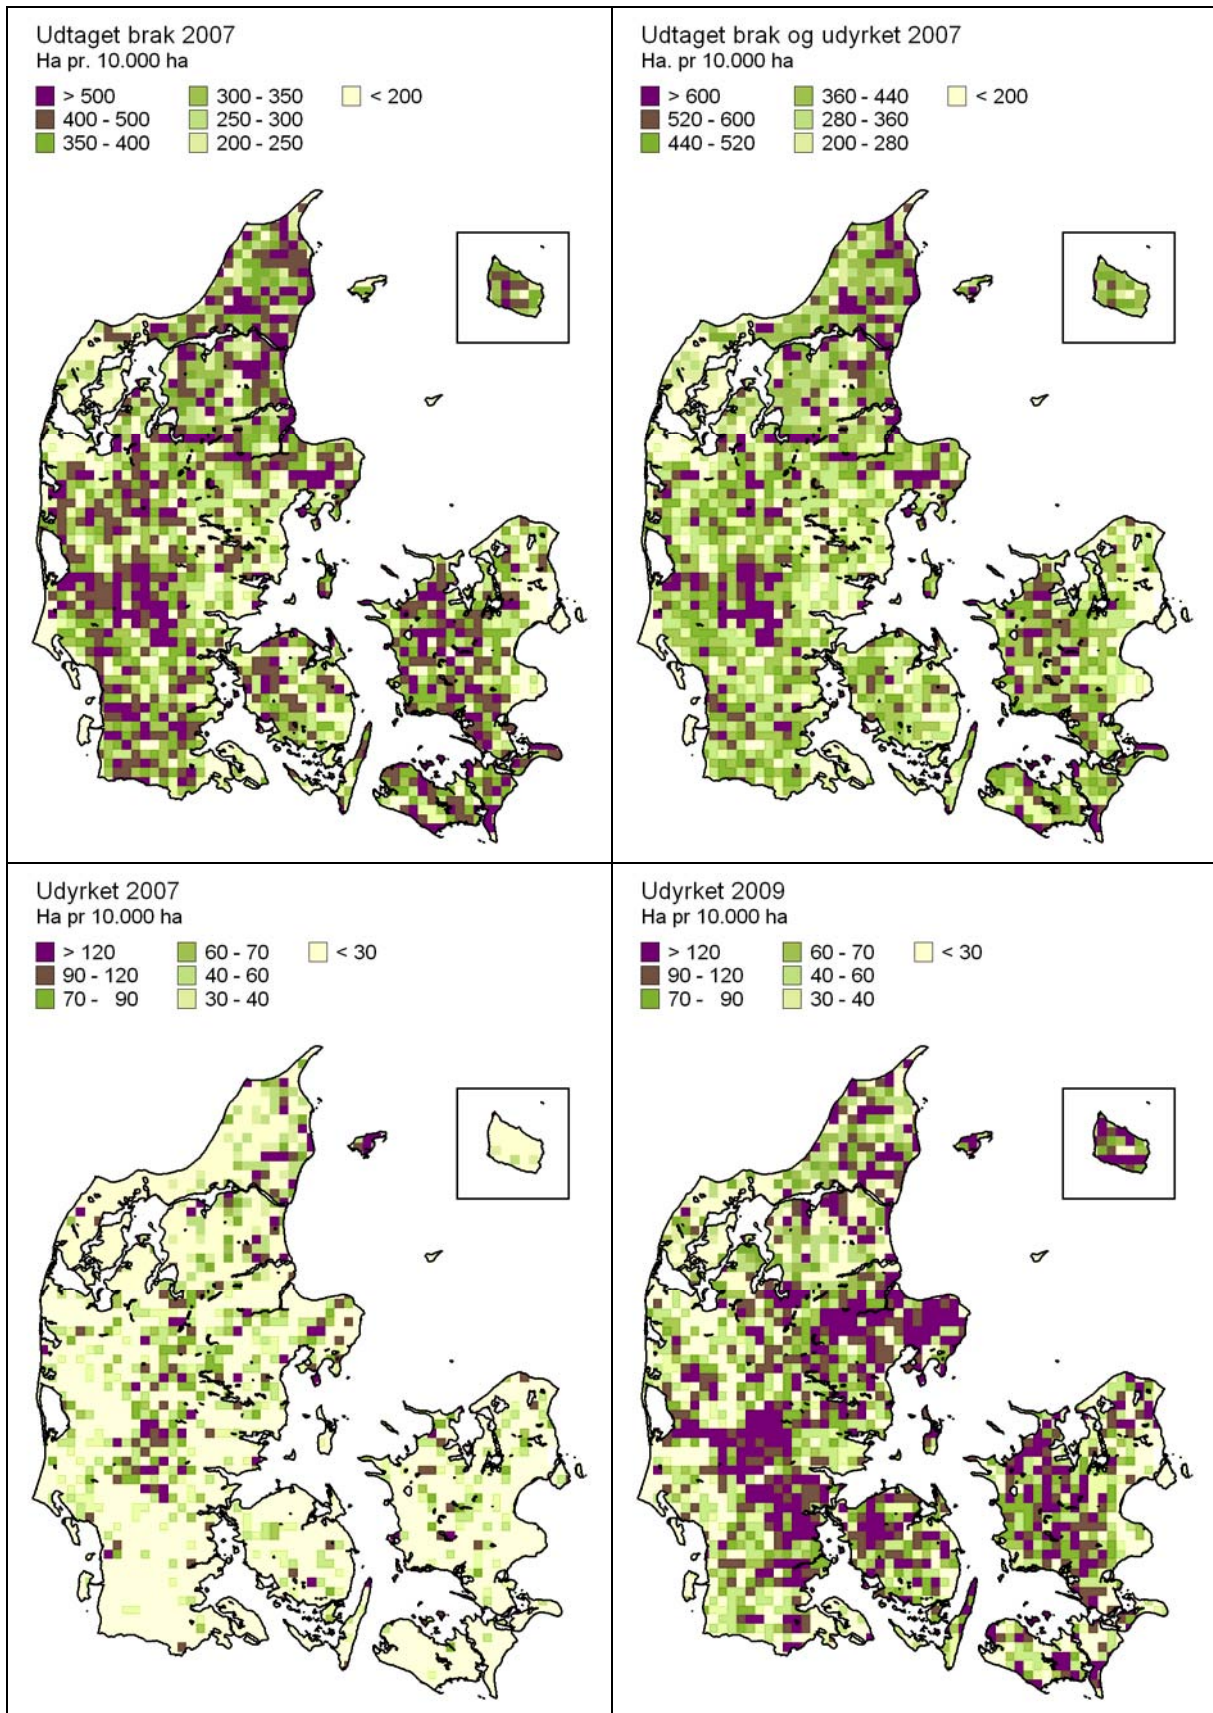 Udtaget brak 2007
Ha pr. 10.000 ha
> 500 300 - 350 < 200
400 - 500 250 - 300
350 - 400 200 - 250
Udtaget brak og udyrket 2007
Ha. pr 10.000 ha
> 600 360 - 440 < 200
520 - 600 280 - 360
440 - 520 200 - 280
Udyrket 2007
Ha pr 10.000 ha
> 120 60 - 70 < 30
90 - 120 40 - 60
70 - 90 30 - 40
Udyrket 2009
Ha pr 10.000 ha
> 120 60 - 70 < 30
90 - 120 40 - 60
70 - 90 30 - 40